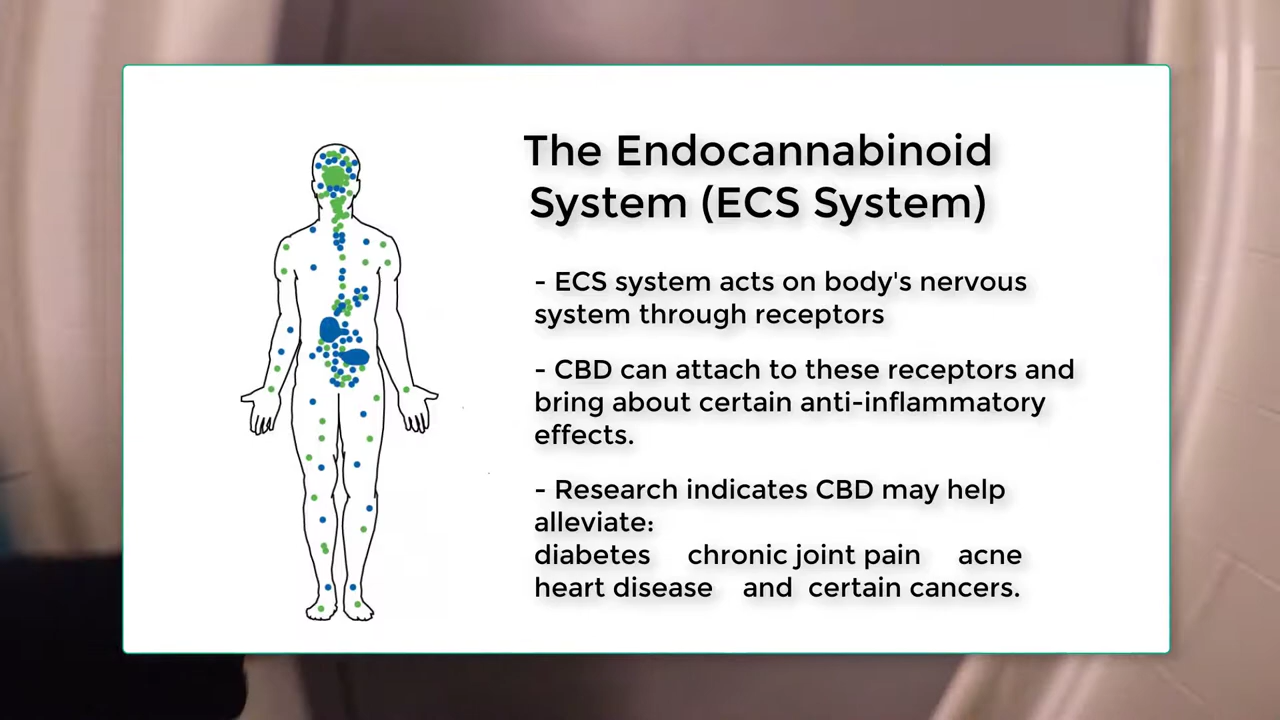 The Endocannabinoid
System (ECS System)
- ECS system acts on body's nervous
system through receptors
- CBD can attach to these receptors and
bring about certain anti-inflammatory
effects.
- Research indicates CBD may help
alleviate:
diabetes chronic joint pain acne
heart disease and certain cancers.